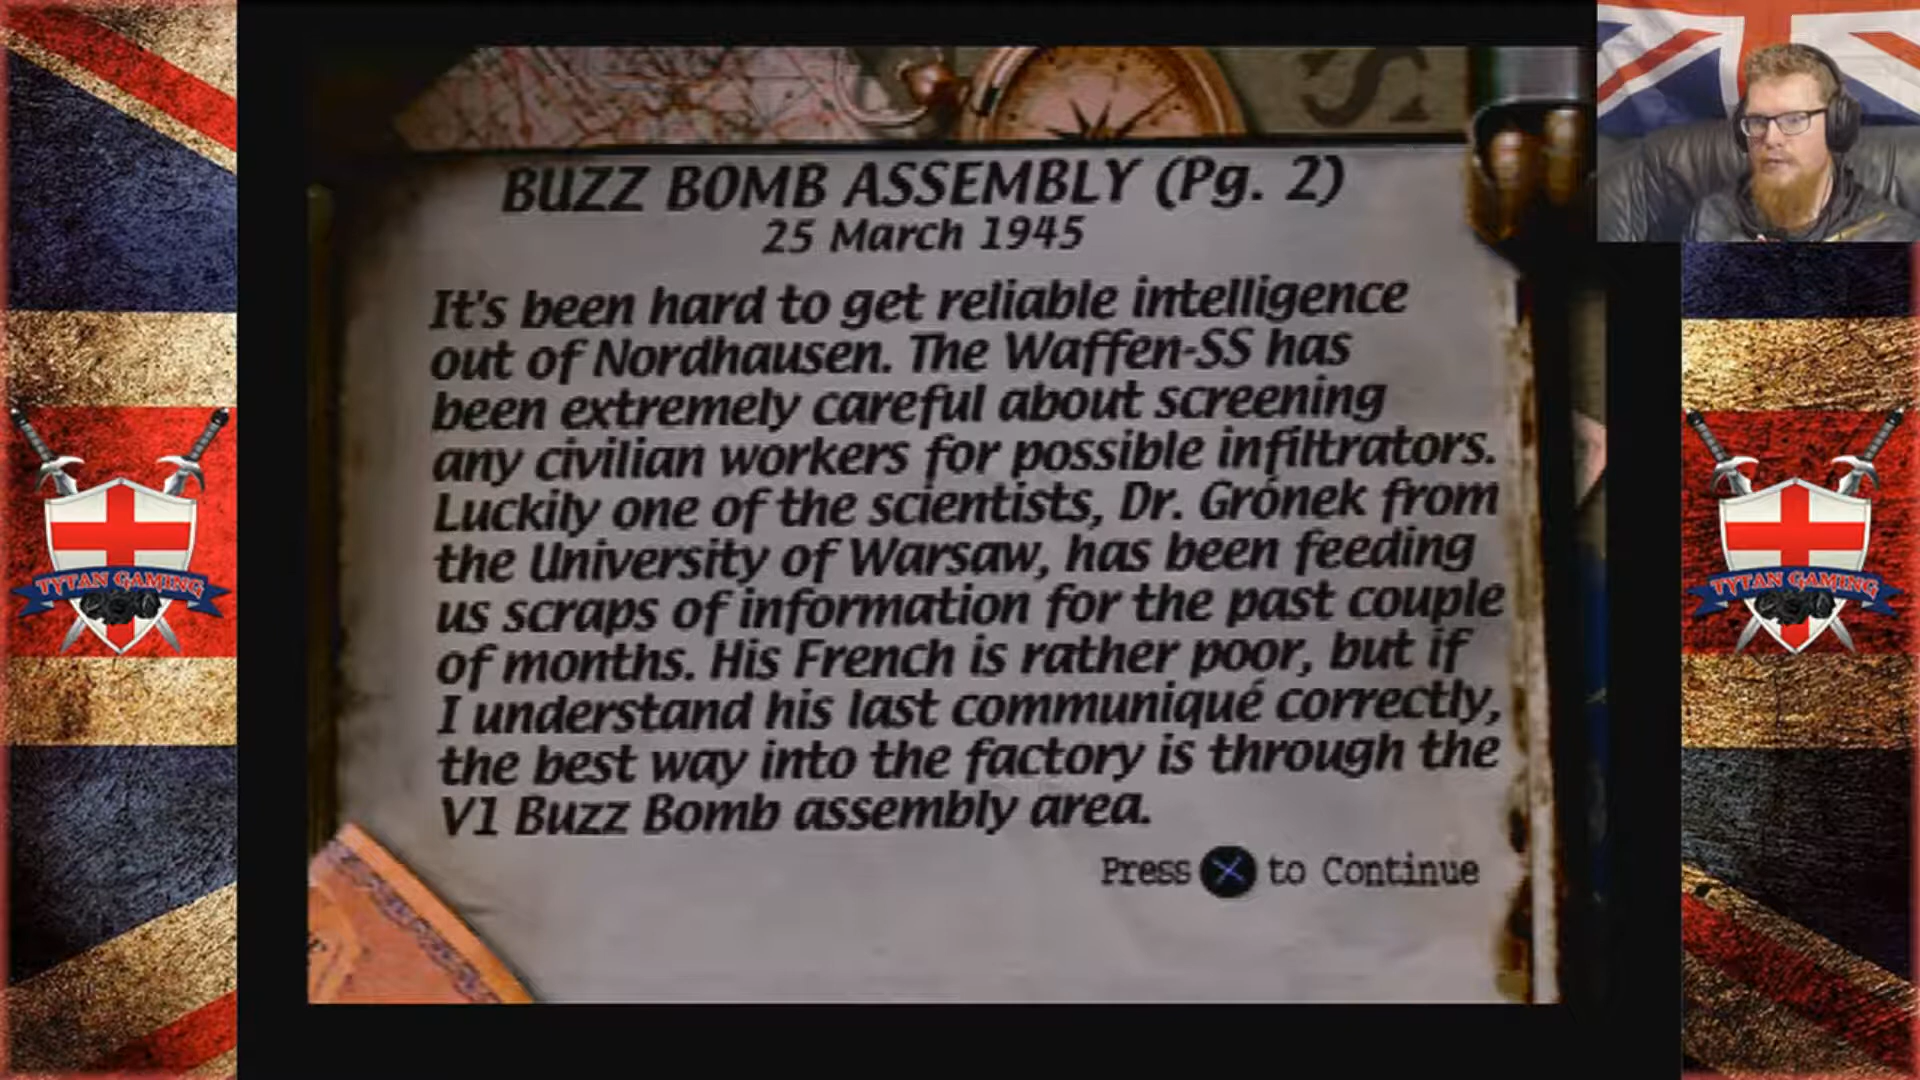 BUZZ BOMB ASSEMBLY (Pg. 2)
25 March 1945
It's been hard to get reliable intelligence
out of Nordhausen. The Waffen-SS has
been extremely careful about screening
any civilian workers for possible infiltrators.
Luckily one of the scientists, Dr. Grónek from
the University of Warsaw, has been feeding
us scraps of information for the past couple
of months. His French is rather poor, but if
I understand his last communiqué correctly,
the best way into the factory is through the
V1 Buzz Bomb assembly area.
Press X to Continue
TYTAN GAMING
TYTAN GAMING